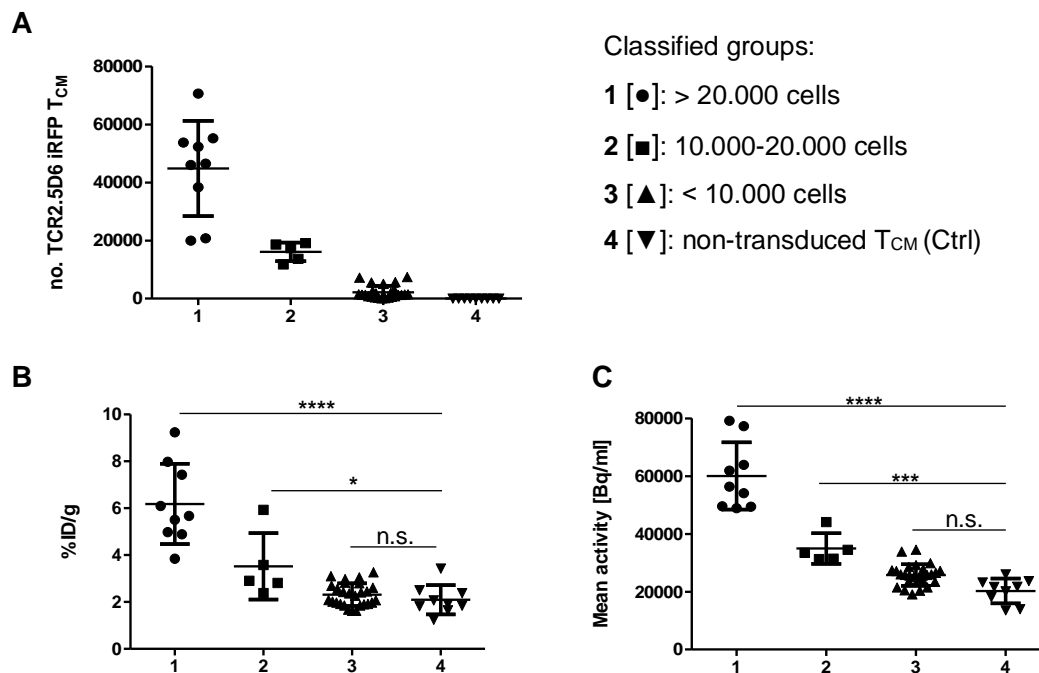 A
80000
60000
40000
20000
0
no. TCR2.5D6 iRFP TCM
1 2 3 4
Classified groups:
1 [●]: > 20.000 cells
2 [■]: 10.000-20.000 cells
3 [▲]: < 10.000 cells
4 [▼]: non-transduced TCM (Ctrl)
B
10
8
6
4
2
0
%ID/g
****
*
n.s.
1 2 3 4
C
80000
60000
40000
20000
0
Mean activity [Bq/ml]
****
***
n.s.
1 2 3 4